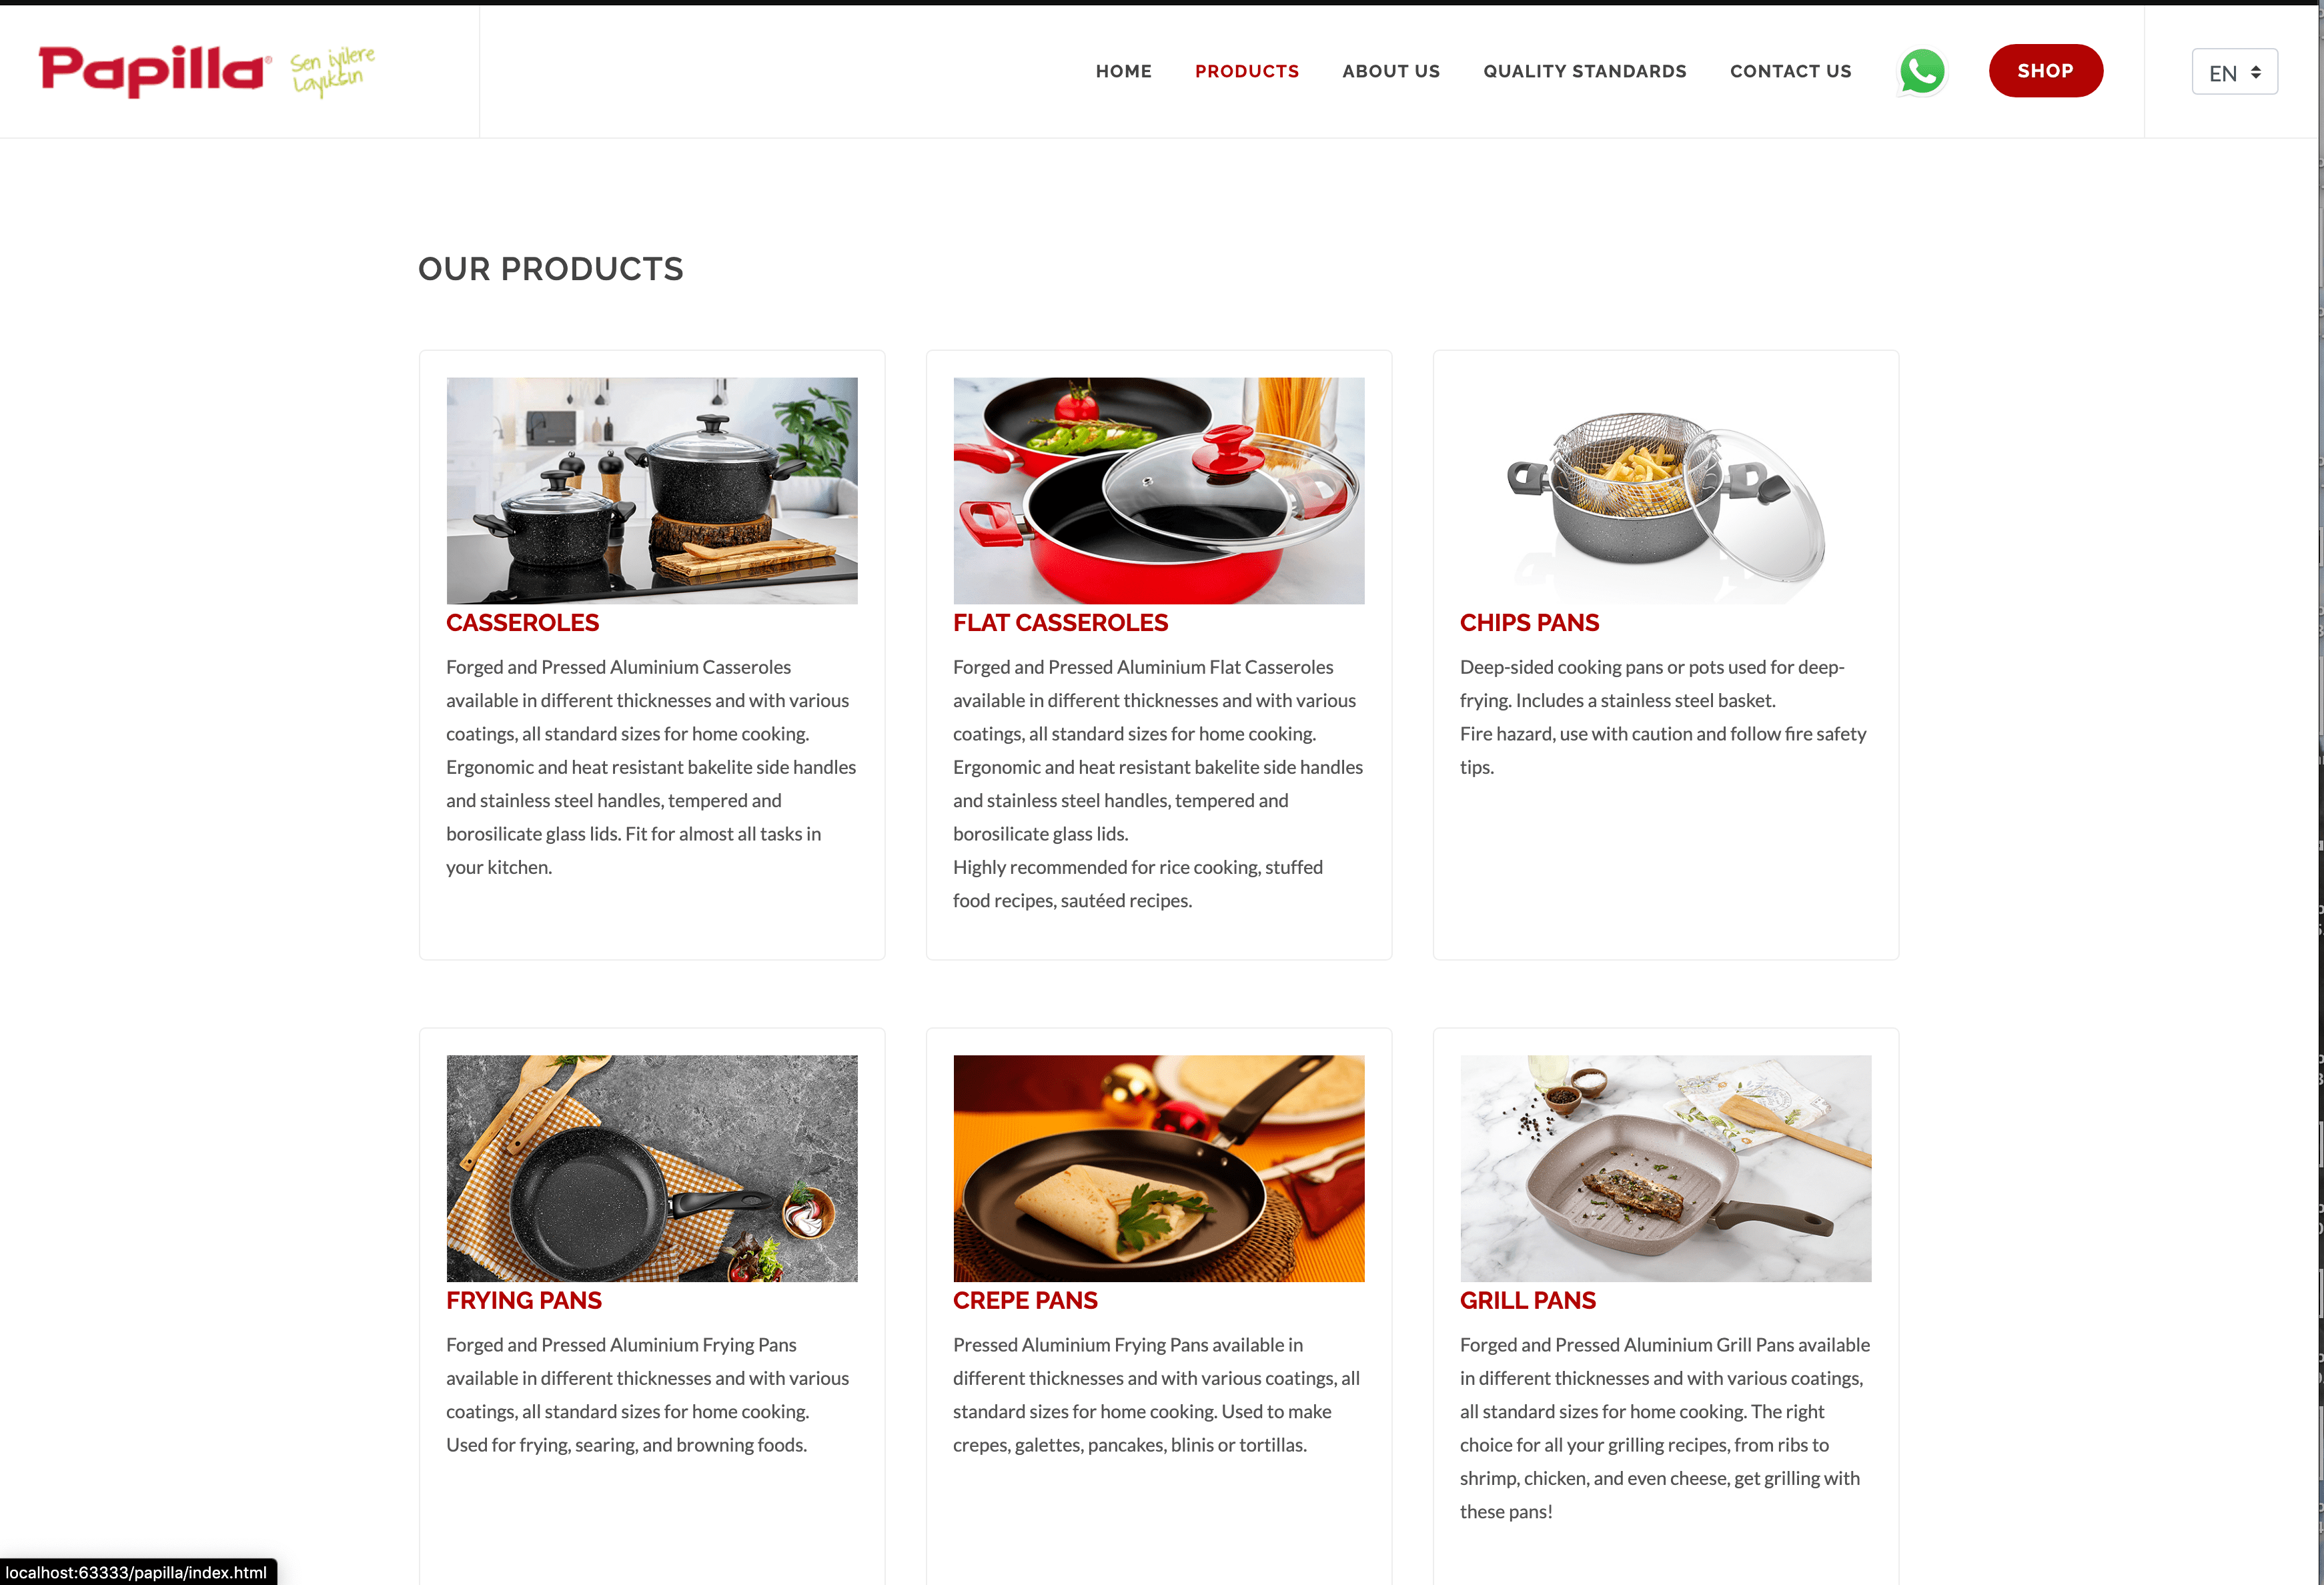 Papilla®
Sen iyilere
Layıksın
HOME
PRODUCTS
ABOUT US
QUALITY STANDARDS
CONTACT US
SHOP
EN
OUR PRODUCTS
CASSEROLES
Forged and Pressed Aluminium Casseroles
available in different thicknesses and with various
coatings, all standard sizes for home cooking.
Ergonomic and heat resistant bakelite side handles
and stainless steel handles, tempered and
borosilicate glass lids. Fit for almost all tasks in
your kitchen.
FLAT CASSEROLES
Forged and Pressed Aluminium Flat Casseroles
available in different thicknesses and with various
coatings, all standard sizes for home cooking.
Ergonomic and heat resistant bakelite side handles
and stainless steel handles, tempered and
borosilicate glass lids.
Highly recommended for rice cooking, stuffed
food recipes, sautéed recipes.
CHIPS PANS
Deep-sided cooking pans or pots used for deep-
frying. Includes a stainless steel basket.
Fire hazard, use with caution and follow fire safety
tips.
FRYING PANS
Forged and Pressed Aluminium Frying Pans
available in different thicknesses and with various
coatings, all standard sizes for home cooking.
Used for frying, searing, and browning foods.
CREPE PANS
Pressed Aluminium Frying Pans available in
different thicknesses and with various coatings, all
standard sizes for home cooking. Used to make
crepes, galettes, pancakes, blinis or tortillas.
GRILL PANS
Forged and Pressed Aluminium Grill Pans available
in different thicknesses and with various coatings,
all standard sizes for home cooking. The right
choice for all your grilling recipes, from ribs to
shrimp, chicken, and even cheese, get grilling with
these pans!
localhost:63333/papilla/index.html